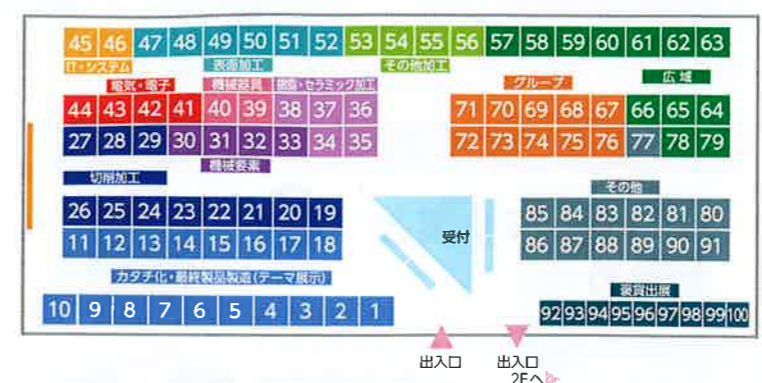 45 46 47 48 49 50 51 52 53 54 55 56 57 58 59 60 61 62 63
IT・システム 表面加工 その他加工
電気・電子 機械器具 樹脂・セラミック加工 グループ 広域
44 43 42 41 40 39 38 37 36 71 70 69 68 67 66 65 64
27 28 29 30 31 32 33 34 35 72 73 74 75 76 77 78 79
機械要素
切削加工
その他
26 25 24 23 22 21 20 19 85 84 83 82 81 80
受付
11 12 13 14 15 16 17 18 86 87 88 89 90 91
カタチ化・最終製品製造(テーマ展示)
褒賞出展
10 9 8 7 6 5 4 3 2 1 92 93 94 95 96 97 98 99 100
出入口 出入口
2Fへ